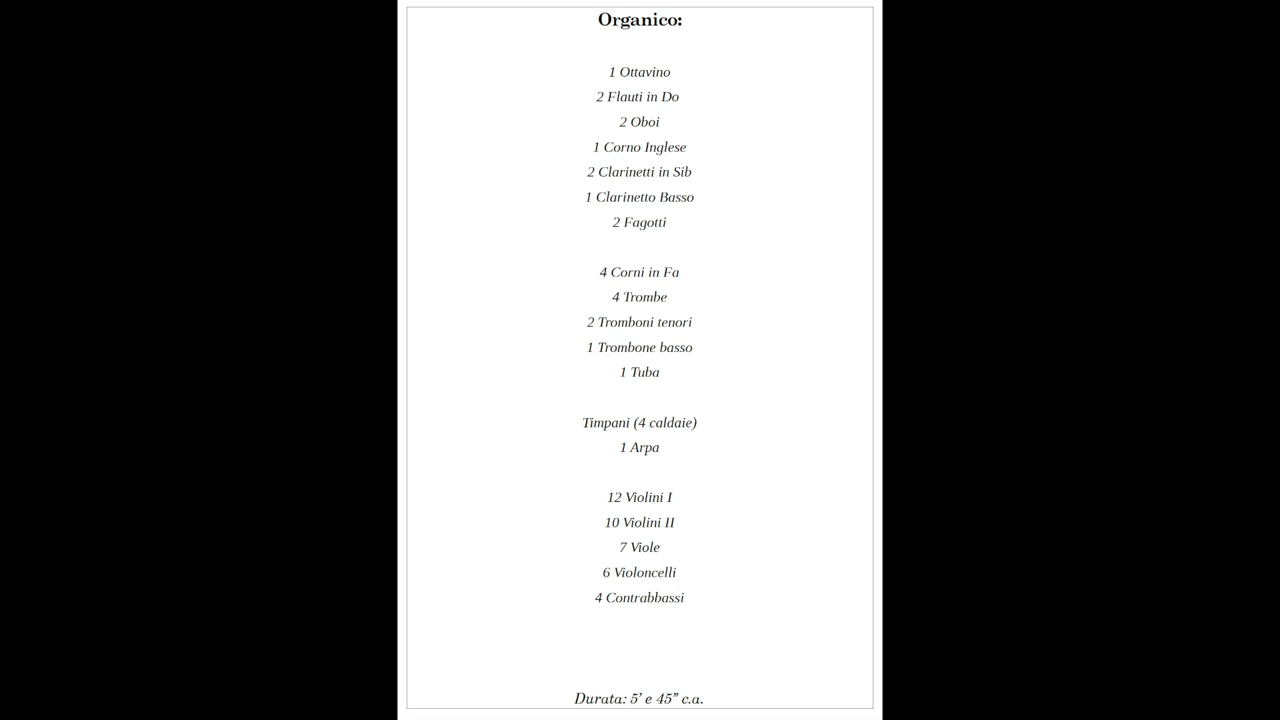 Organico:
1 Ottavino
2 Flauti in Do
2 Oboi
1 Corno Inglese
2 Clarinetti in Sib
1 Clarinetto Basso
2 Fagotti
4 Corni in Fa
4 Trombe
2 Tromboni tenori
1 Trombone basso
1 Tuba
Timpani (4 caldaie)
1 Arpa
12 Violini I
10 Violini II
7 Viole
6 Violoncelli
4 Contrabbassi
Durata: 5’ e 45” c.a.